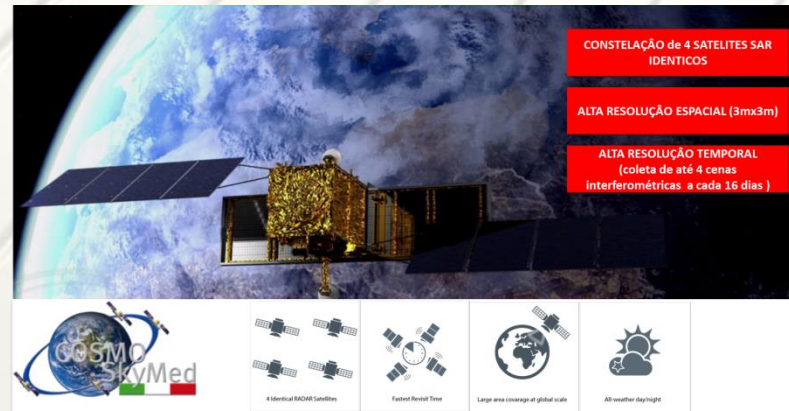 CONSTELAÇÃO de 4 SATELITES SAR
IDENTICOS
ALTA RESOLUÇÃO ESPACIAL (3mx3m)
ALTA RESOLUÇÃO TEMPORAL
(coleta de até 4 cenas
interferométricas a cada 16 dias )
COSMO
SkyMed
4 Identical RADAR Satellites
Fastest Revisit Time
Large area covarage at global scale
All-weather day/night